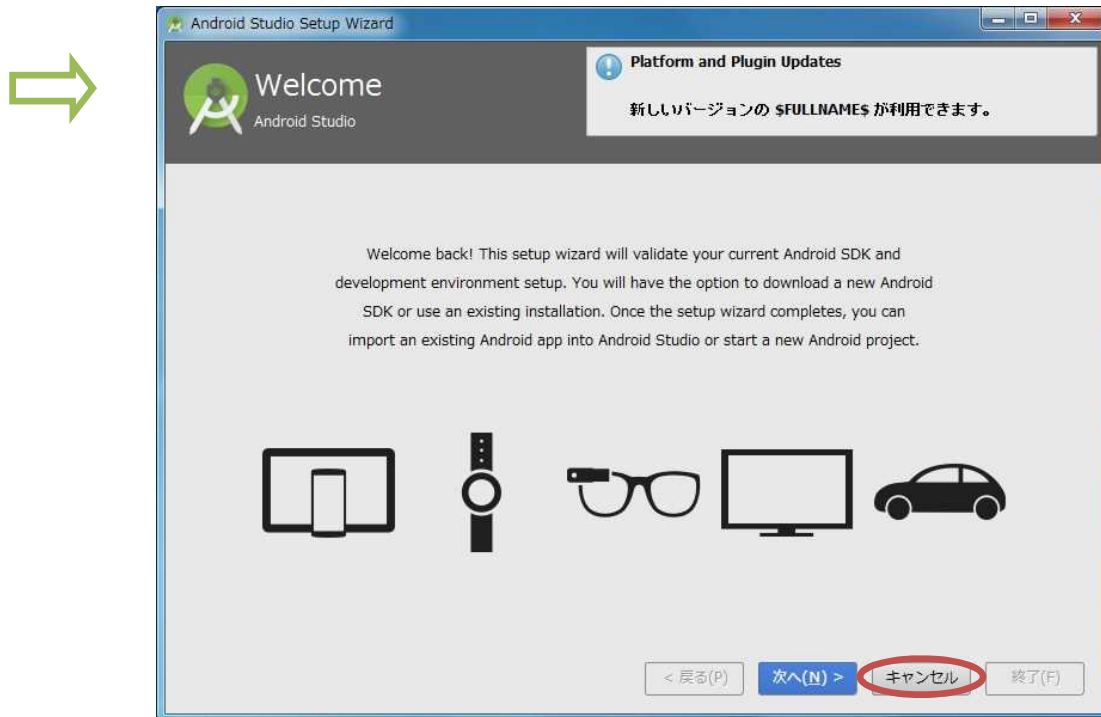 Android Studio Setup Wizard
Welcome
Android Studio
Platform and Plugin Updates
新しいバージョンの $FULLNAME$ が利用できます。
Welcome back! This setup wizard will validate your current Android SDK and
development environment setup. You will have the option to download a new Android
SDK or use an existing installation. Once the setup wizard completes, you can
import an existing Android app into Android Studio or start a new Android project.
< 戻る(P)
次へ(N) >
キャンセル
終了(F)